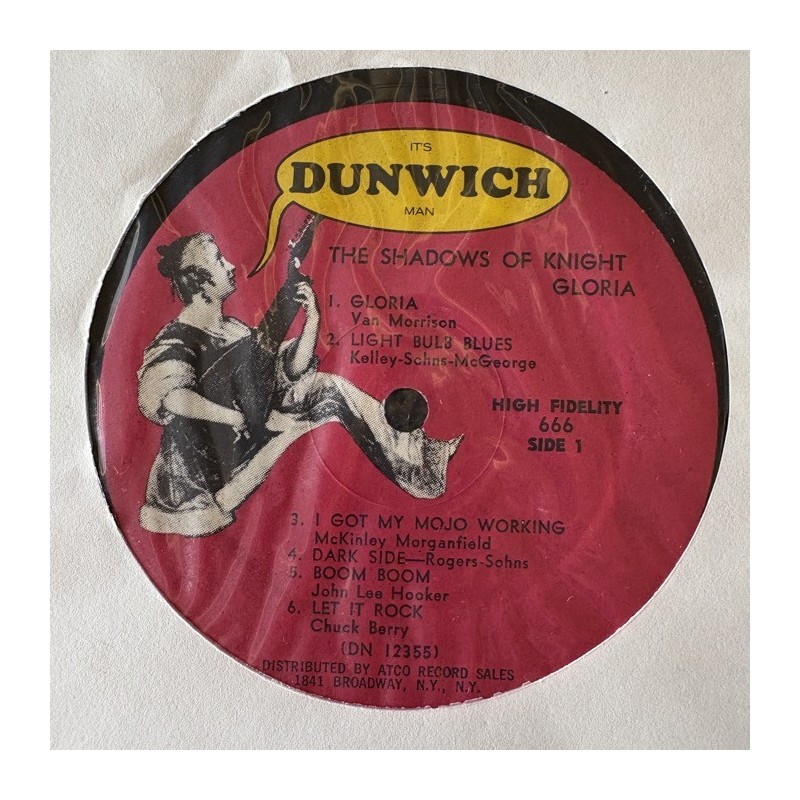 IT'S
DUNWICH
MAN
THE SHADOWS OF KNIGHT
GLORIA
1. GLORIA
Van Morrison
2. LIGHT BULB BLUES
Kelley-Sohns-McGeorge
HIGH FIDELITY
666
SIDE 1
3. I GOT MY MOJO WORKING
McKinley Morganfield
4. DARK SIDE—Rogers-Sohns
5. BOOM BOOM
John Lee Hooker
6. LET IT ROCK
Chuck Berry
(DN 12355)
DISTRIBUTED BY ATCO RECORD SALES
1841 BROADWAY, N.Y., N.Y.